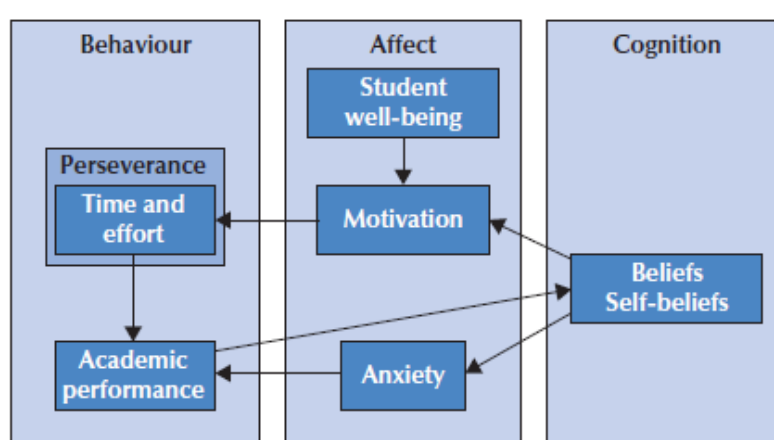 Behaviour
Affect
Cognition
Student
well-being
Perseverance
Time and
effort
Motivation
Beliefs
Self-beliefs
Academic
performance
Anxiety